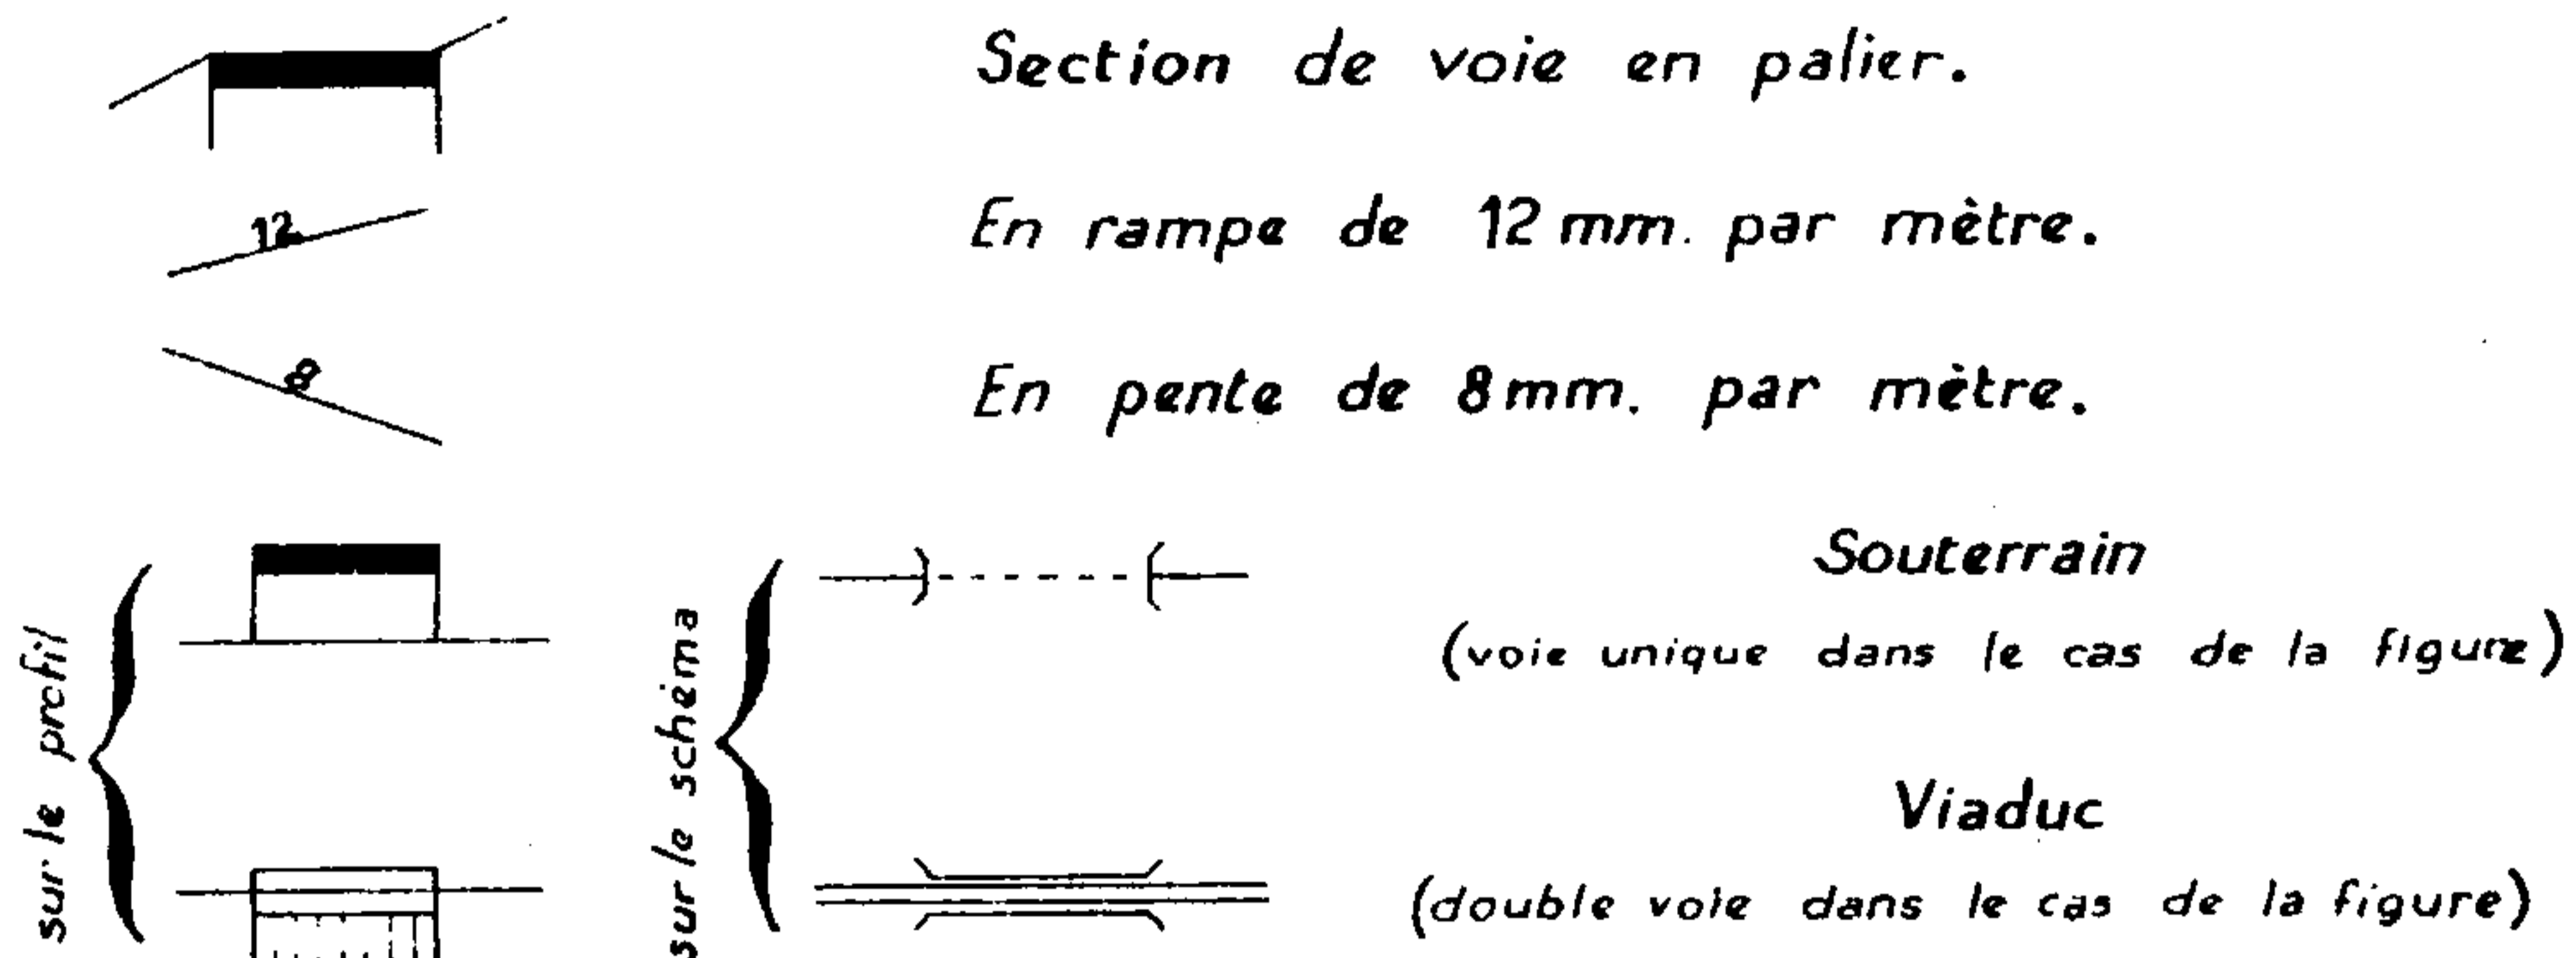 Section de voie en palier.
12
En rampe de 12 mm. par mètre.
8
En pente de 8 mm. par mètre.
sur le profil
sur le schéma
Souterrain
(voie unique dans le cas de la figure)
Viaduc
(double voie dans le cas de la figure)